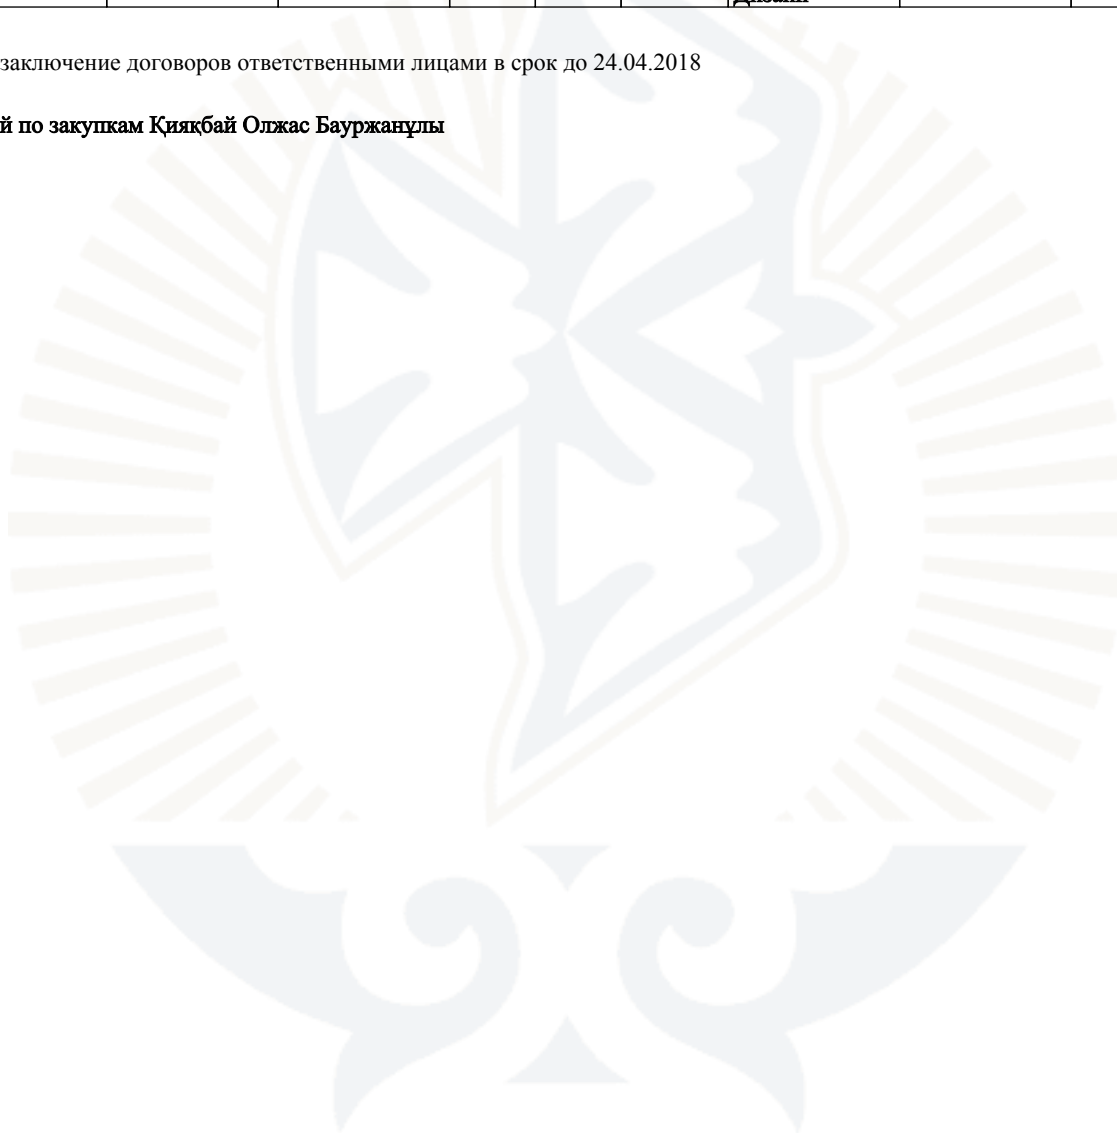 заключение договоров ответственными лицами в срок до 24.04.2018
й по закупкам Қияқбай Олжас Бауржанұлы